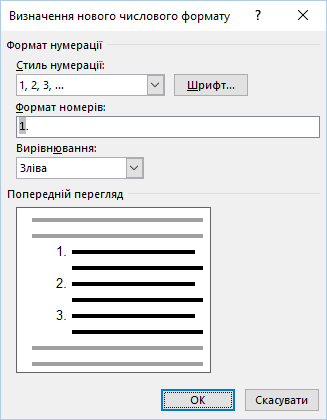 Визначення нового числового формату ? ×
Формат нумерації
Стиль нумерації:
1, 2, 3, ... Шрифт...
Формат номерів:
1.
Вирівнювання:
Зліва
Попередній перегляд
1.
2.
3.
ОК Скасувати